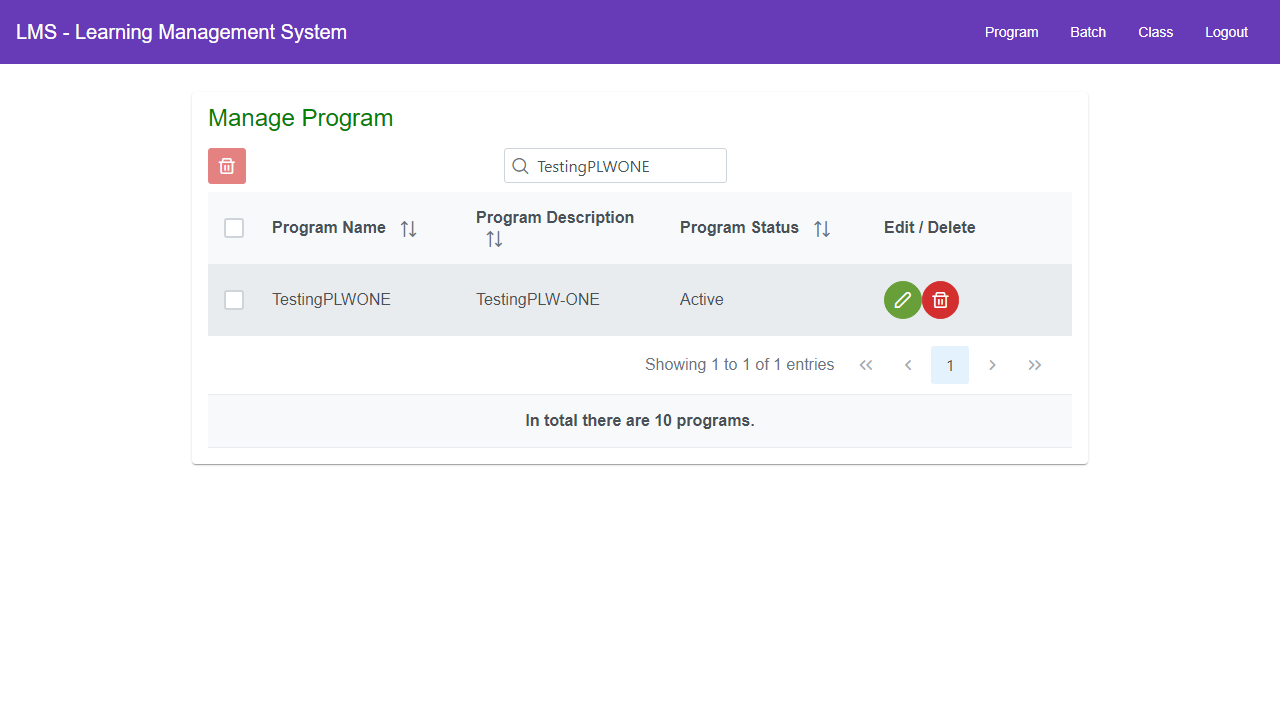 LMS - Learning Management System
Program Batch Class Logout
Manage Program
TestingPLWONE
Program Name Program Description Program Status Edit / Delete
TestingPLWONE TestingPLW-ONE Active
Showing 1 to 1 of 1 entries 1
In total there are 10 programs.